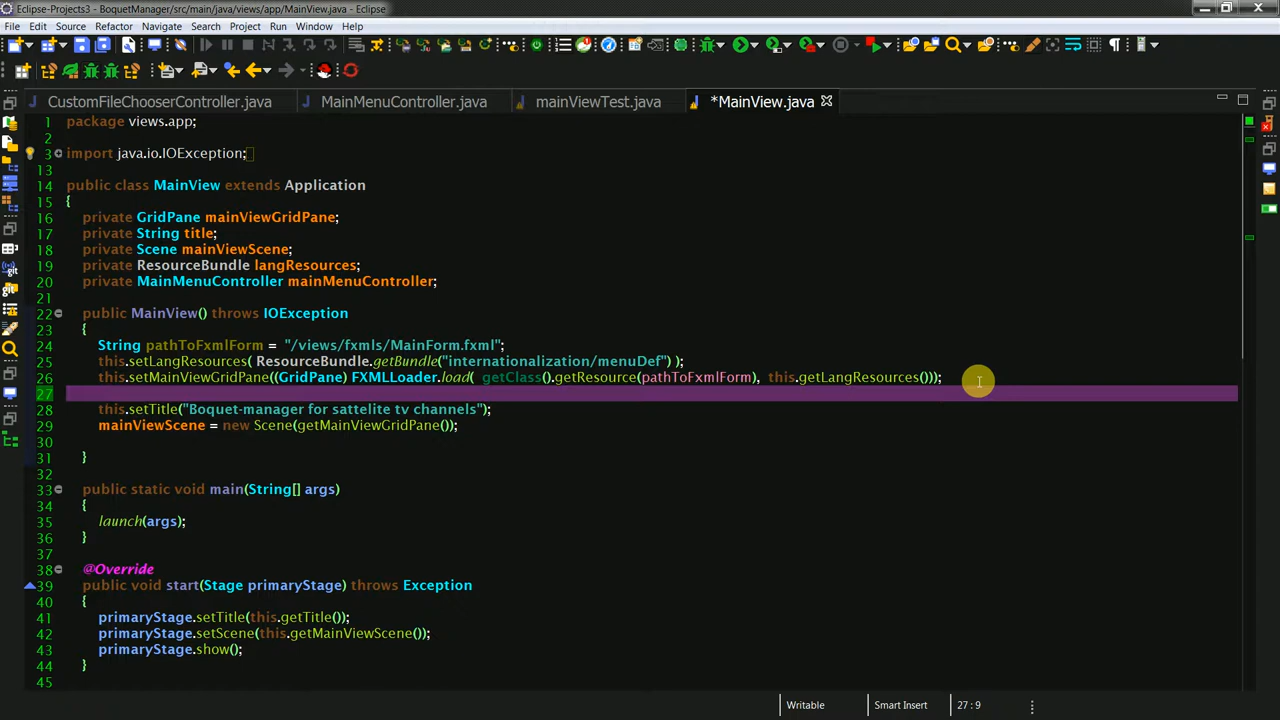 Eclipse-Projects3 - BoquetManager/src/main/java/views/app/MainView.java - Eclipse
File Edit Source Refactor Navigate Search Project Run Window Help
CustomFileChooserController.java MainMenuController.java mainViewTest.java *MainView.java
1 package views.app;
2
3 import java.io.IOException;
13
14 public class MainView extends Application
15 {
16 private GridPane mainViewGridPane;
17 private String title;
18 private Scene mainViewScene;
19 private ResourceBundle langResources;
20 private MainMenuController mainMenuController;
21
22 public MainView() throws IOException
23 {
24 String pathToFxmlForm = "/views/fxmls/MainForm.fxml";
25 this.setLangResources( ResourceBundle.getBundle("internationalization/menuDef") );
26 this.setMainViewGridPane((GridPane) FXMLLoader.load( getClass().getResource(pathToFxmlForm), this.getLangResources()));
27
28 this.setTitle("Boquet-manager for sattelite tv channels");
29 mainViewScene = new Scene(getMainViewGridPane());
30
31 }
32
33 public static void main(String[] args)
34 {
35 launch(args);
36 }
37
38 @Override
39 public void start(Stage primaryStage) throws Exception
40 {
41 primaryStage.setTitle(this.getTitle());
42 primaryStage.setScene(this.getMainViewScene());
43 primaryStage.show();
44 }
45
Writable Smart Insert 27 : 9